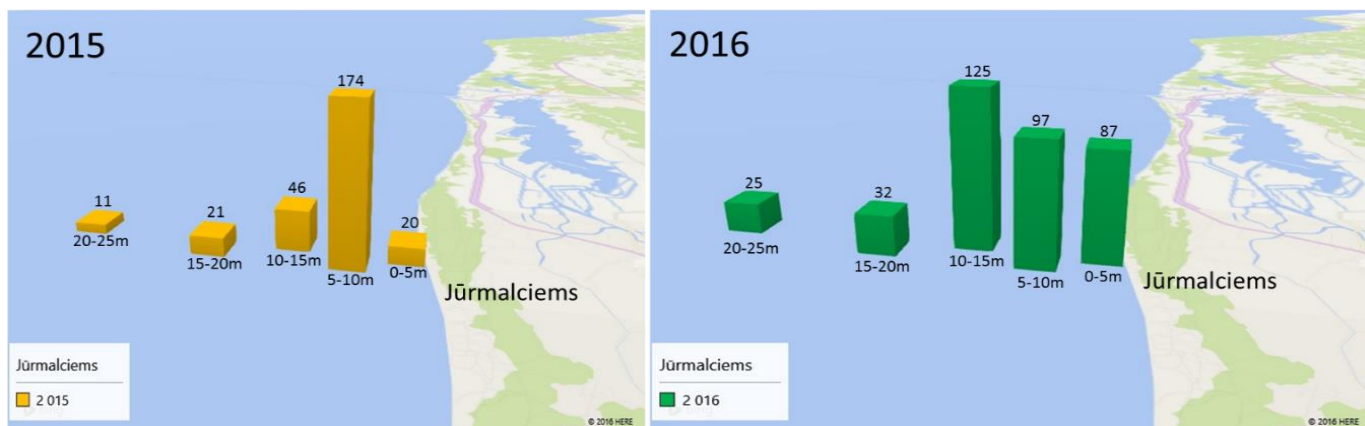 2015
174
46
11
21
20
20-25m
15-20m
10-15m
5-10m
0-5m
Jūrmalciems
Jūrmalciems
2 015
© 2016 HERE
2016
125
97
87
25
32
20-25m
15-20m
10-15m
5-10m
0-5m
Jūrmalciems
Jūrmalciems
2 016
© 2016 HERE